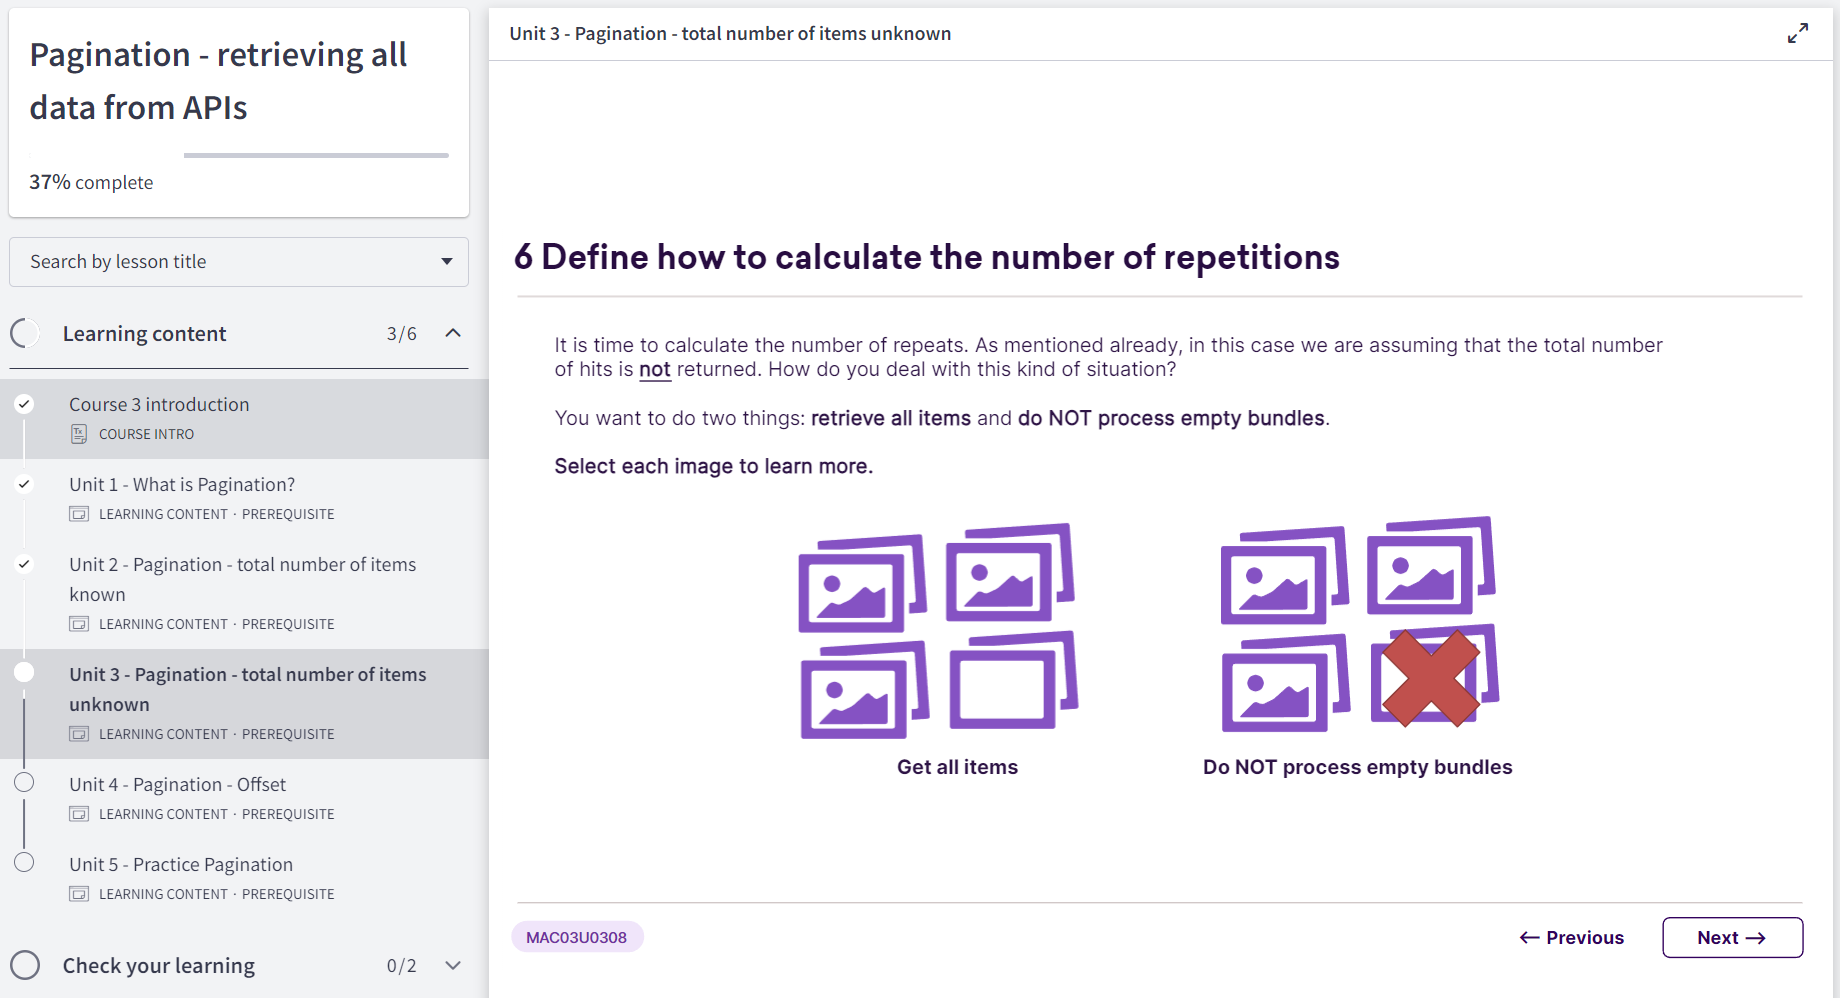 Pagination - retrieving all
data from APIs
37% complete
Search by lesson title
Learning content 3/6
Course 3 introduction
COURSE INTRO
Unit 1 - What is Pagination?
LEARNING CONTENT · PREREQUISITE
Unit 2 - Pagination - total number of items
known
LEARNING CONTENT · PREREQUISITE
Unit 3 - Pagination - total number of items
unknown
LEARNING CONTENT · PREREQUISITE
Unit 4 - Pagination - Offset
LEARNING CONTENT · PREREQUISITE
Unit 5 - Practice Pagination
LEARNING CONTENT · PREREQUISITE
Check your learning 0/2
Unit 3 - Pagination - total number of items unknown
6 Define how to calculate the number of repetitions
It is time to calculate the number of repeats. As mentioned already, in this case we are assuming that the total number
of hits is not returned. How do you deal with this kind of situation?
You want to do two things: retrieve all items and do NOT process empty bundles.
Select each image to learn more.
Get all items
Do NOT process empty bundles
MAC03U0308
← Previous
Next →